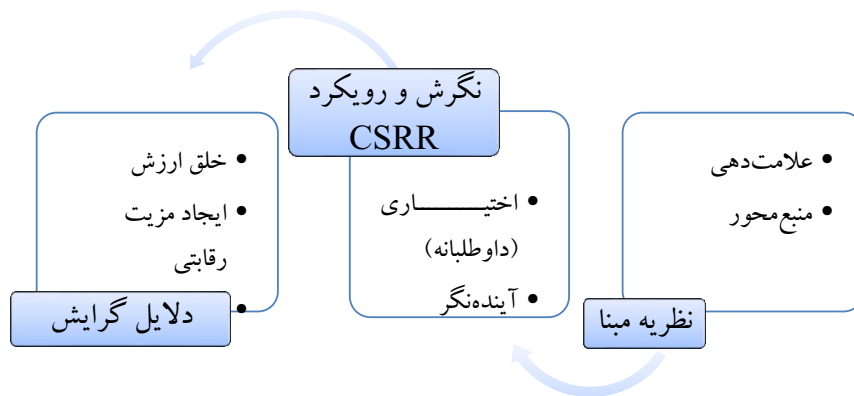 علامت‌دهی
منبع‌محور
نظریه مبنا
نگرش و رویکرد
CSRR
اختیـــــــــاری
(داوطلبانه)
آینده‌نگر
خلق ارزش
ایجاد مزیت
رقابتی
دلایل گرایش